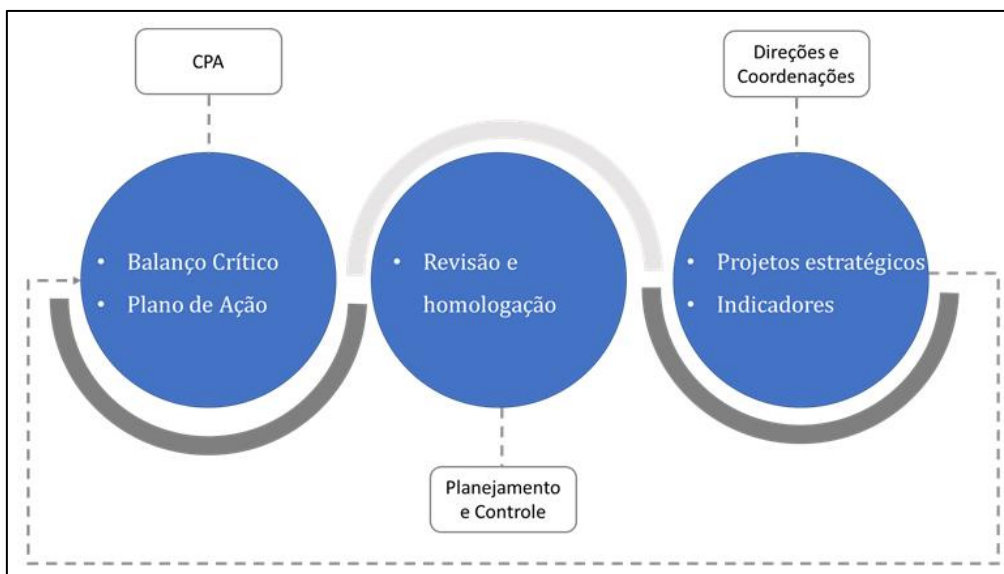 CPA
Direções e
Coordenações
• Balanço Crítico
• Plano de Ação
• Revisão e
homologação
• Projetos estratégicos
• Indicadores
Planejamento
e Controle